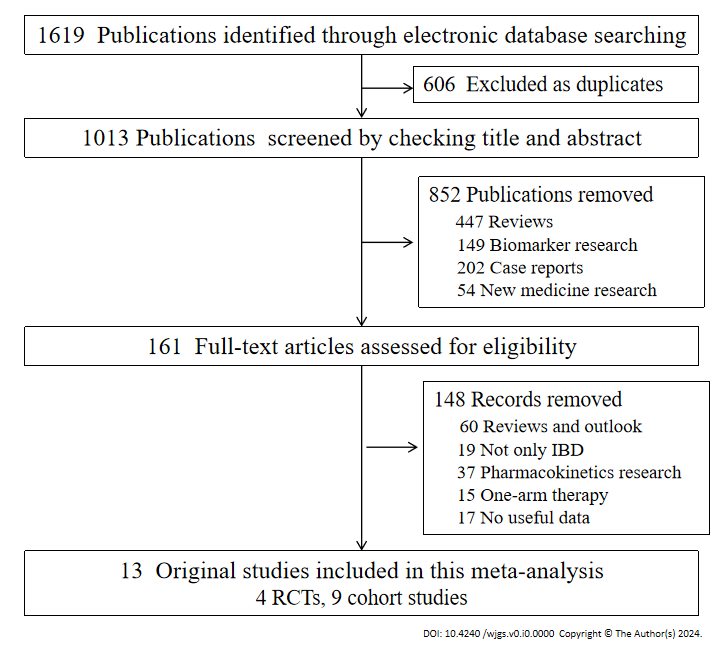 1619 Publications identified through electronic database searching
606 Excluded as duplicates
1013 Publications screened by checking title and abstract
852 Publications removed
447 Reviews
149 Biomarker research
202 Case reports
54 New medicine research
161 Full-text articles assessed for eligibility
148 Records removed
60 Reviews and outlook
19 Not only IBD
37 Pharmacokinetics research
15 One-arm therapy
17 No useful data
13 Original studies included in this meta-analysis
4 RCTs, 9 cohort studies
DOI: 10.4240 /wjgs.v0.i0.0000 Copyright © The Author(s) 2024.